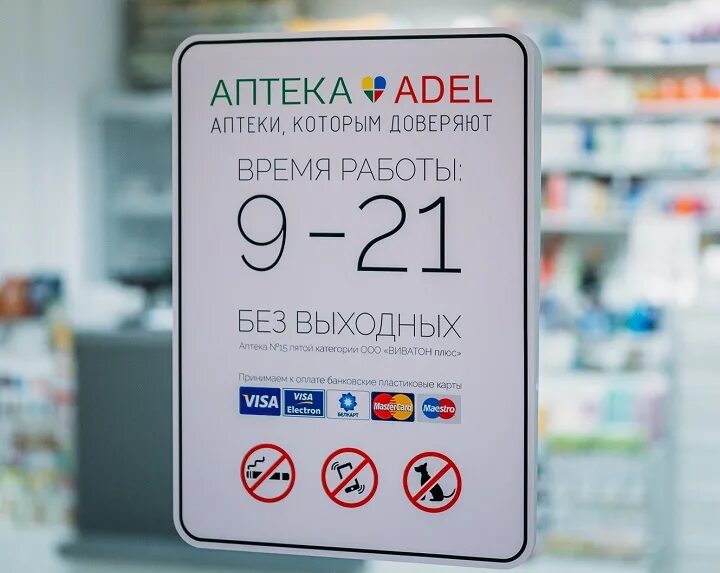 АПТЕКА ADEL
АПТЕКИ, КОТОРЫМ ДОВЕРЯЮТ
ВРЕМЯ РАБОТЫ:
9 – 21
БЕЗ ВЫХОДНЫХ
Аптека №15 пятой категории ООО «ВИВАТОН плюс»
Принимаем к оплате банковские пластиковые карты
VISA VISA Electron БЕЛКАРТ MasterCard Maestro